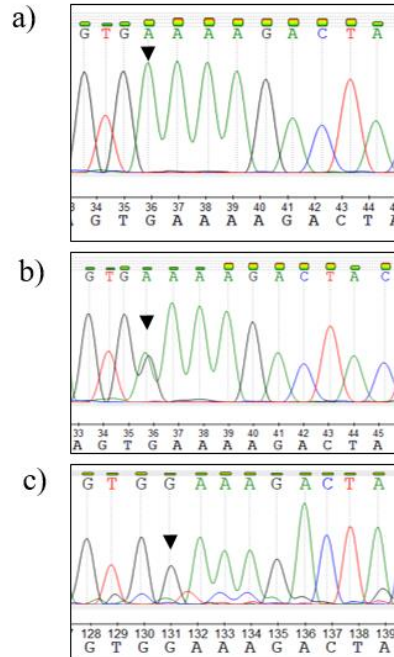 a)
G T G A A A A G A C T A
3 34 35 36 37 38 39 40 41 42 43 44 4
A G T G A A A A G A C T A
b)
G T G A A A A G A C T A C
33 34 35 36 37 38 39 40 41 42 43 44 45
A G T G A A A A G A C T A
c)
G T G G A A A G A C T A
128 129 130 131 132 133 134 135 136 137 138 139
G T G G A A A G A C T A